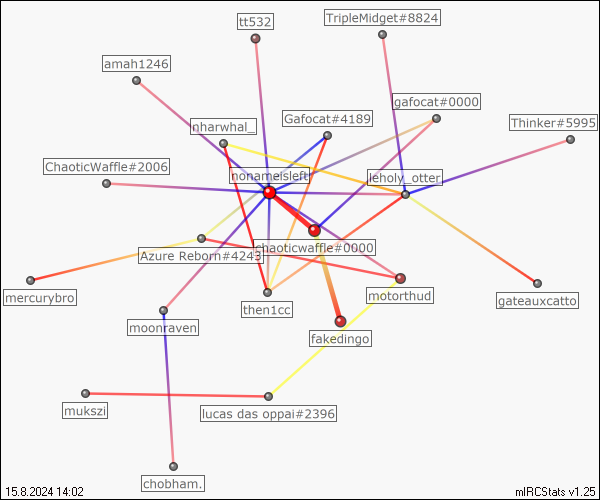 tt532
TripleMidget#8824
amah1246
gafocat#0000
nharwhal_
Gafocat#4189
Thinker#5995
ChaoticWaffle#2006
nonameisleft
leholy_otter
chaoticwaffle#0000
Azure Reborn#4243
mercurybro
motorthud
gateauxcatto
then1cc
moonraven
fakedingo
mukszi
lucas das oppai#2396
chobham.
15.8.2024 14:02
mIRCStats v1.25